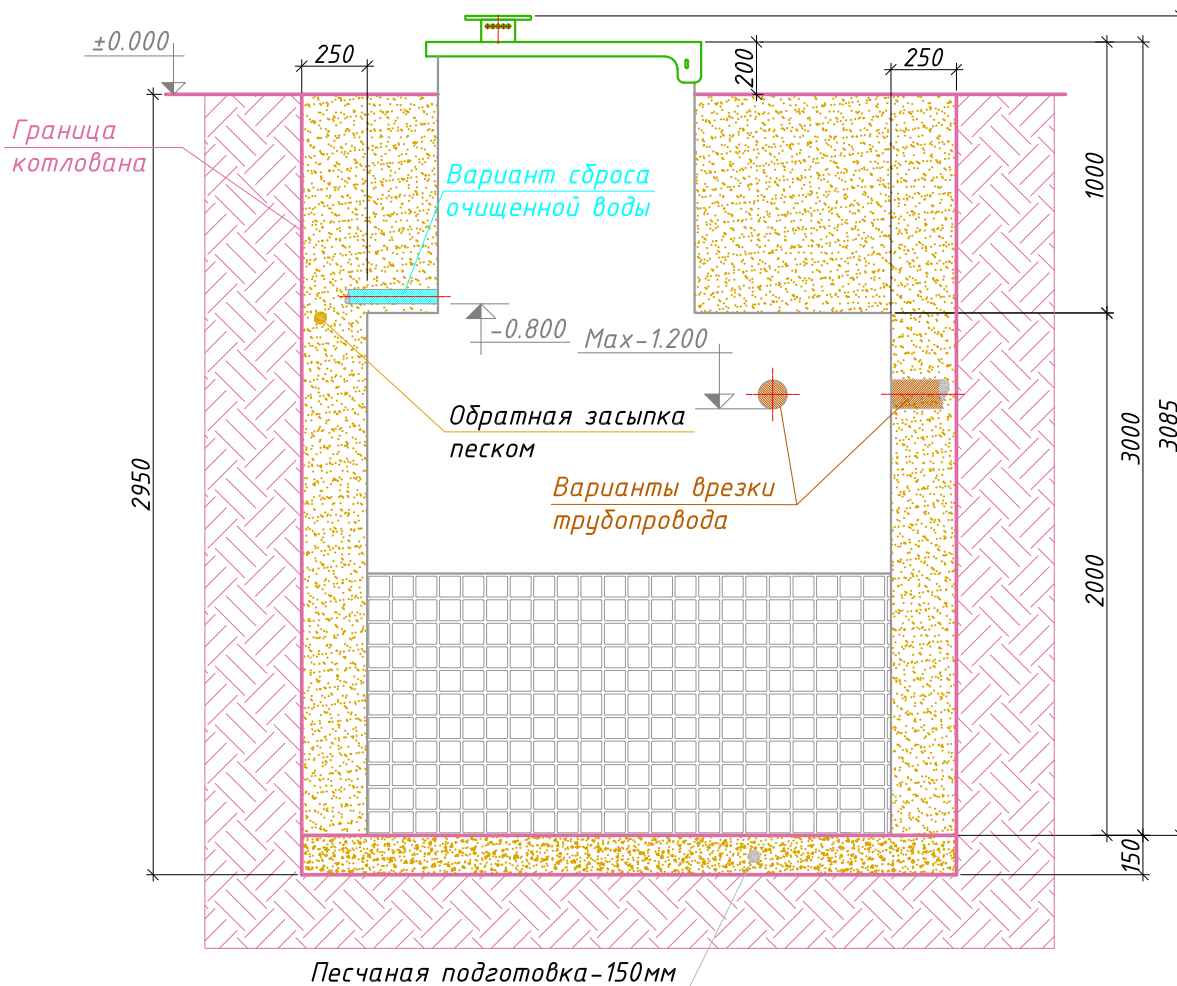 ±0.000
250
200
250
Граница
котлована
Вариант сброса
очищенной воды
1000
-0.800
Max-1.200
Обратная засыпка
песком
3000
3085
2950
Варианты врезки
трубопровода
2000
150
Песчаная подготовка-150мм